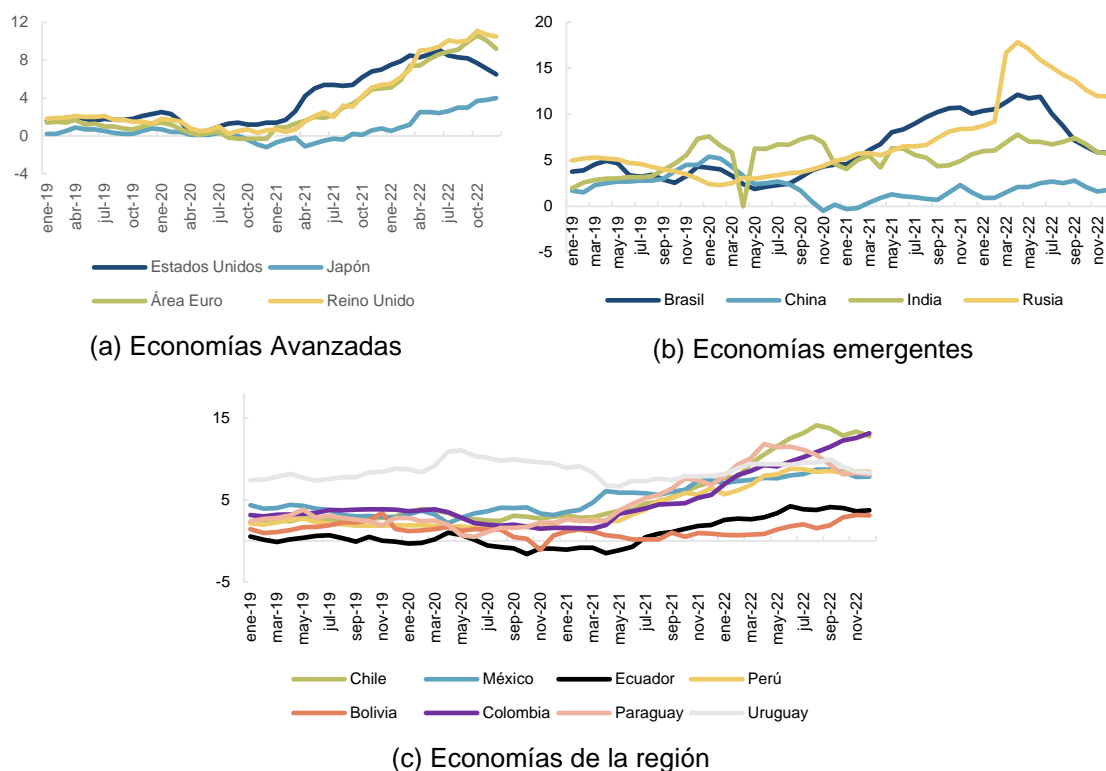 12
8
4
0
-4
ene-19
abr-19
jul-19
oct-19
ene-20
abr-20
jul-20
oct-20
ene-21
abr-21
jul-21
oct-21
ene-22
abr-22
jul-22
oct-22
Estados Unidos Japón
Área Euro Reino Unido
(a) Economías Avanzadas
20
15
10
5
0
-5
ene-19
mar-19
may-19
jul-19
sep-19
nov-19
ene-20
mar-20
may-20
jul-20
sep-20
nov-20
ene-21
mar-21
may-21
jul-21
sep-21
nov-21
ene-22
mar-22
may-22
jul-22
sep-22
nov-22
Brasil China India Rusia
(b) Economías emergentes
15
5
-5
ene-19
mar-19
may-19
jul-19
sep-19
nov-19
ene-20
mar-20
may-20
jul-20
sep-20
nov-20
ene-21
mar-21
may-21
jul-21
sep-21
nov-21
ene-22
mar-22
may-22
jul-22
sep-22
nov-22
Chile México Ecuador Perú
Bolivia Colombia Paraguay Uruguay
(c) Economías de la región